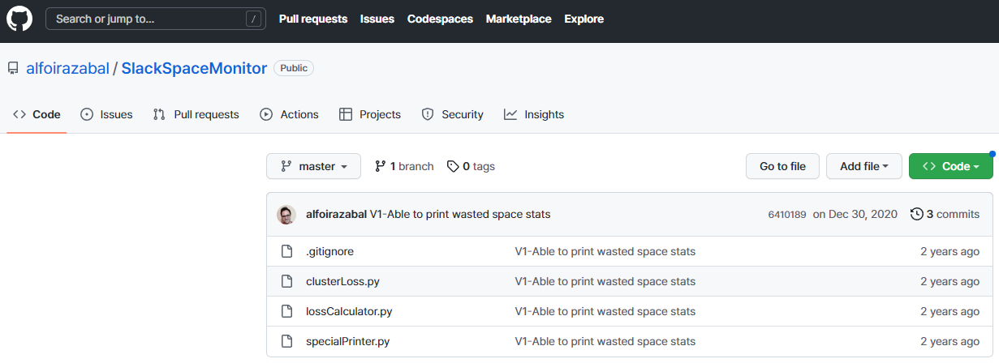 Search or jump to... / Pull requests Issues Codespaces Marketplace Explore
alfoirazabal / SlackSpaceMonitor Public
<> Code Issues Pull requests Actions Projects Security Insights
master 1 branch 0 tags Go to file Add file <> Code
alfoirazabal V1-Able to print wasted space stats 6410189 on Dec 30, 2020 3 commits
.gitignore V1-Able to print wasted space stats 2 years ago
clusterLoss.py V1-Able to print wasted space stats 2 years ago
lossCalculator.py V1-Able to print wasted space stats 2 years ago
specialPrinter.py V1-Able to print wasted space stats 2 years ago